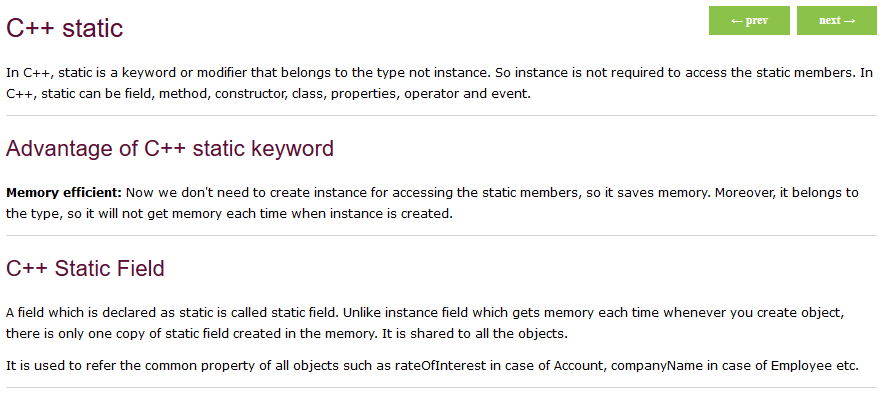 C++ static
← prev
next →
In C++, static is a keyword or modifier that belongs to the type not instance. So instance is not required to access the static members. In
C++, static can be field, method, constructor, class, properties, operator and event.
Advantage of C++ static keyword
Memory efficient: Now we don't need to create instance for accessing the static members, so it saves memory. Moreover, it belongs to
the type, so it will not get memory each time when instance is created.
C++ Static Field
A field which is declared as static is called static field. Unlike instance field which gets memory each time whenever you create object,
there is only one copy of static field created in the memory. It is shared to all the objects.
It is used to refer the common property of all objects such as rateOfInterest in case of Account, companyName in case of Employee etc.